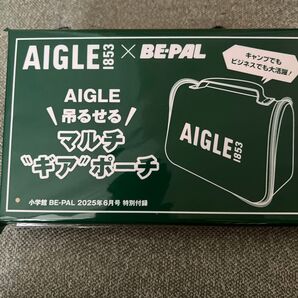 AIGLE 1853 × BE-PAL
キャンプでも
ビジネスでも大活躍!
AIGLE
吊るせる
マルチ
“ギア”ポーチ
AIGLE 1853
小学館 BE-PAL 2025年6月号 特別付録